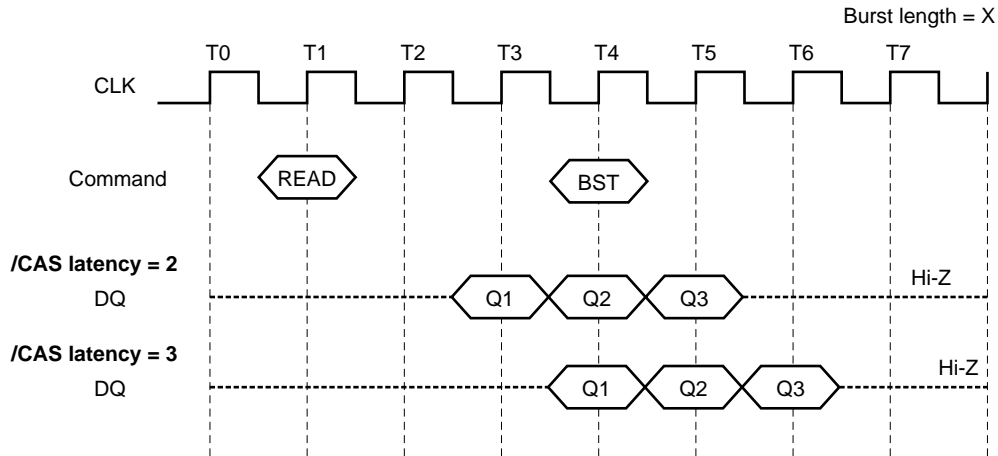 Burst length = X
T0 T1 T2 T3 T4 T5 T6 T7
CLK
Command READ BST
/CAS latency = 2
DQ Q1 Q2 Q3 Hi-Z
/CAS latency = 3
DQ Q1 Q2 Q3 Hi-Z